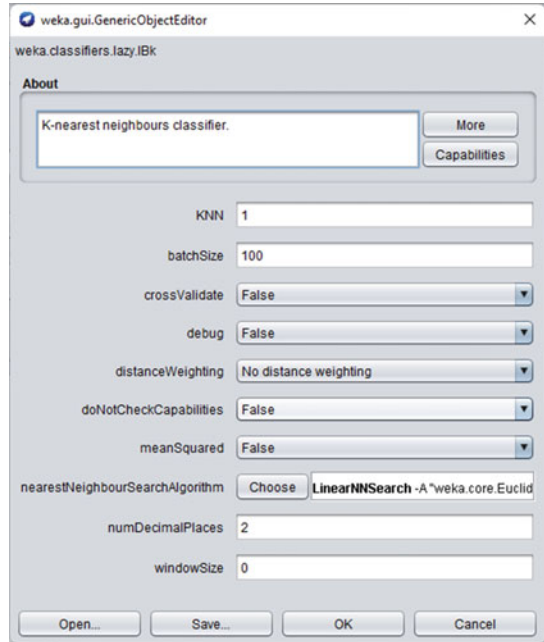 weka.gui.GenericObjectEditor
weka.classifiers.lazy.IBk
About
K-nearest neighbours classifier.
More
Capabilities
KNN 1
batchSize 100
crossValidate False
debug False
distanceWeighting No distance weighting
doNotCheckCapabilities False
meanSquared False
nearestNeighbourSearchAlgorithm Choose LinearNNSearch -A "weka.core.Euclid
numDecimalPlaces 2
windowSize 0
Open... Save... OK Cancel